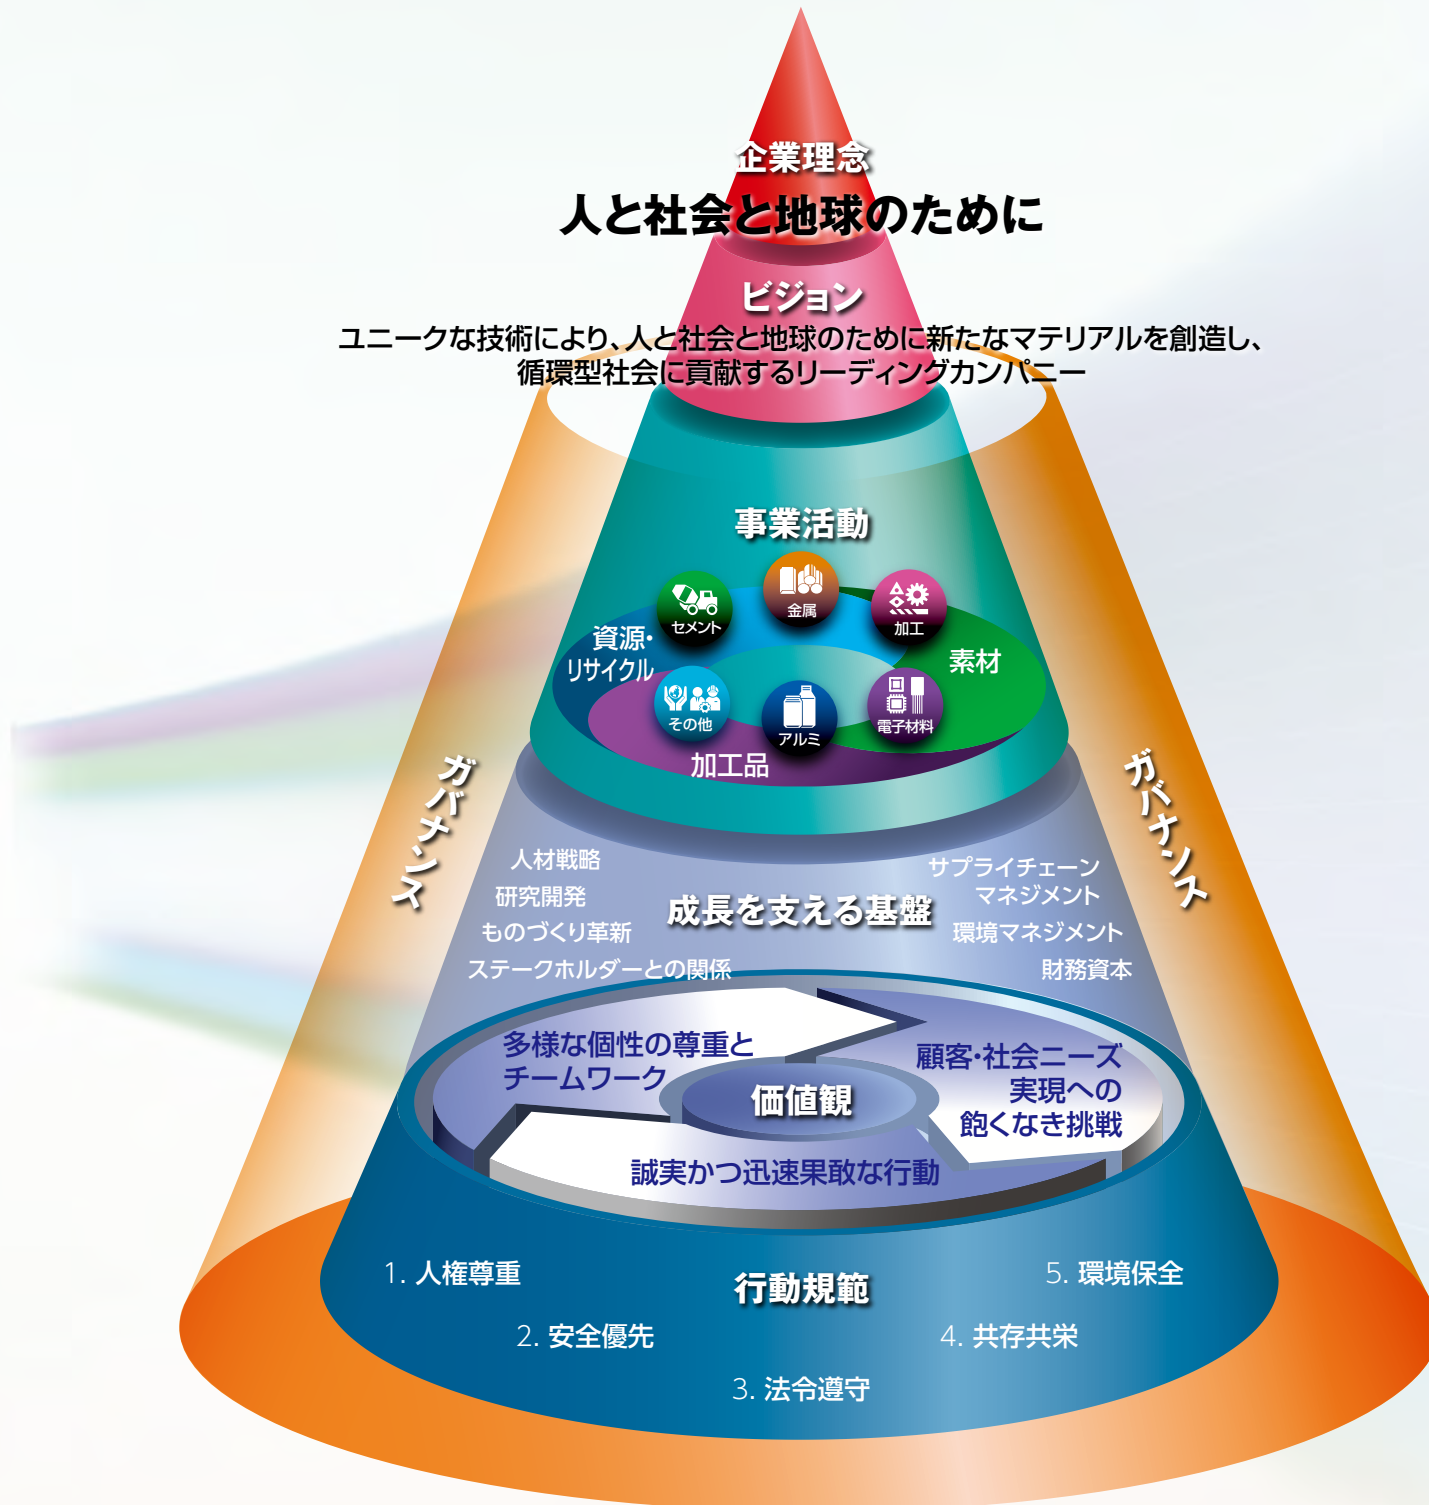 企業理念
人と社会と地球のために
ビジョン
ユニークな技術により、人と社会と地球のために新たなマテリアルを創造し、
循環型社会に貢献するリーディングカンパニー
事業活動
セメント
金属
加工
資源・
リサイクル
素材
その他
アルミ
電子材料
加工品
ガバナンス
ガバナンス
人材戦略
研究開発
ものづくり革新
ステークホルダーとの関係
成長を支える基盤
サプライチェーン
マネジメント
環境マネジメント
財務資本
多様な個性の尊重と
チームワーク
価値観
顧客・社会ニーズ
実現への
飽くなき挑戦
誠実かつ迅速果敢な行動
行動規範
1. 人権尊重
2. 安全優先
3. 法令遵守
4. 共存共栄
5. 環境保全